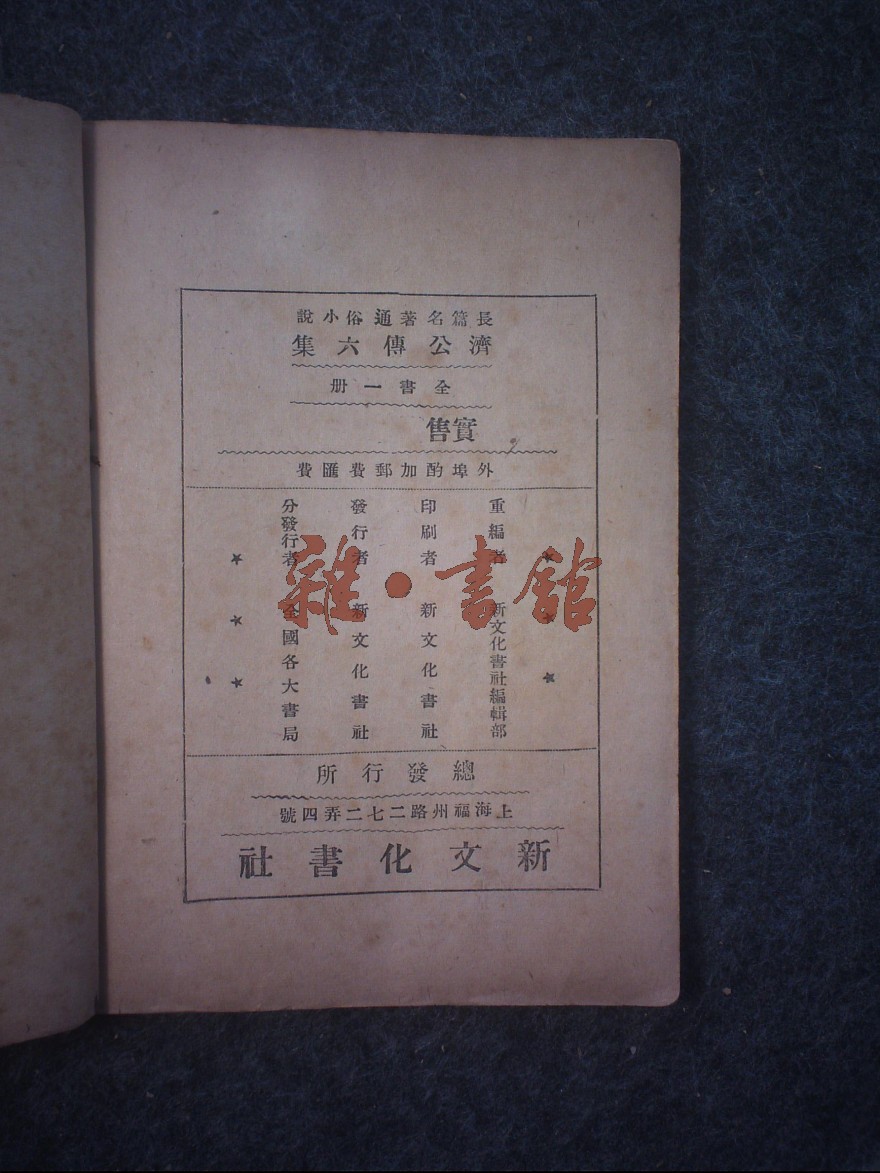 長篇名著通俗小說
濟公傳六集
全書一册
實售
外埠酌加郵費匯費
重編者 新文化書社編輯部
印刷者 新文化書社
發行者 新文化書社
分發行者 全國各大書局
總發行所
上海福州路二七二弄四號
新文化書社
雜·書館